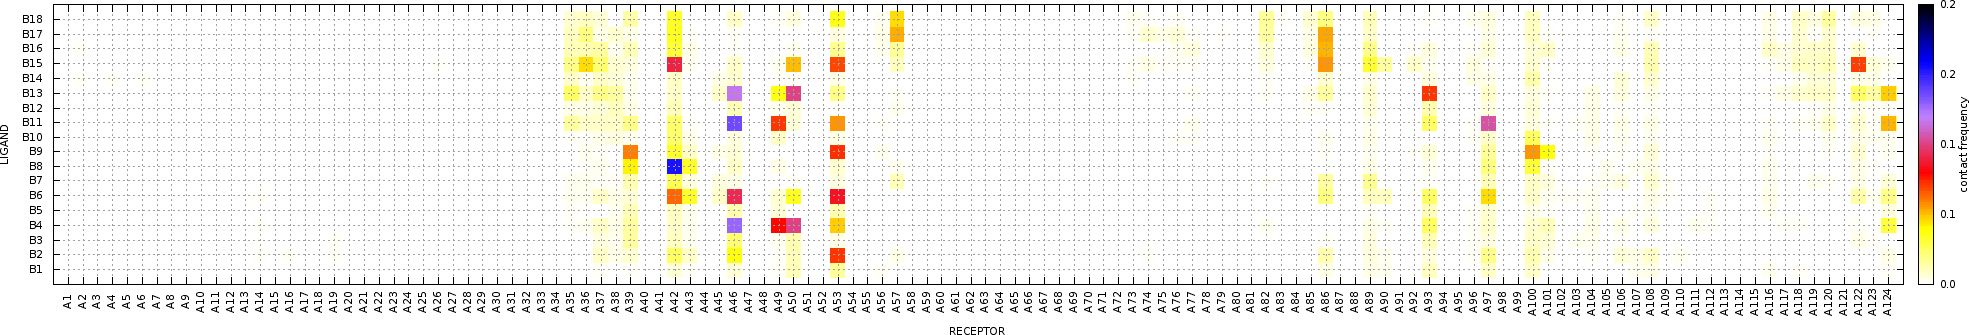 B18
B17
B16
B15
B14
B13
B12
B11
B10
B9
B8
B7
B6
B5
B4
B3
B2
B1
LIGAND
A1 A2 A3 A4 A5 A6 A7 A8 A9 A10 A11 A12 A13 A14 A15 A16 A17 A18 A19 A20 A21 A22 A23 A24 A25 A26 A27 A28 A29 A30 A31 A32 A33 A34 A35 A36 A37 A38 A39 A40 A41 A42 A43 A44 A45 A46 A47 A48 A49 A50 A51 A52 A53 A54 A55 A56 A57 A58 A59 A60 A61 A62 A63 A64 A65 A66 A67 A68 A69 A70 A71 A72 A73 A74 A75 A76 A77 A78 A79 A80 A81 A82 A83 A84 A85 A86 A87 A88 A89 A90 A91 A92 A93 A94 A95 A96 A97 A98 A99 A100 A101 A102 A103 A104 A105 A106 A107 A108 A109 A110 A111 A112 A113 A114 A115 A116 A117 A118 A119 A120 A121 A122 A123 A124
RECEPTOR
0.2
0.2
0.1
0.1
0.0
contact frequency